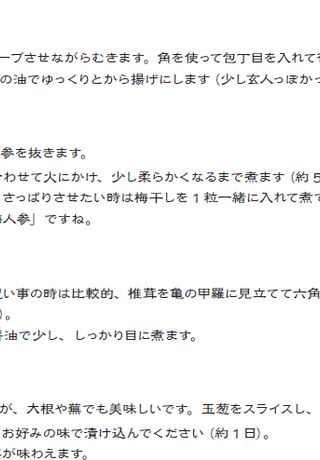 ーブさせながらむきます。角を使って包丁目を入れて
の油でゆっくりとから揚げにします（少し玄人っぽかっ
参を抜きます。
わせて火にかけ、少し柔らかくなるまで煮ます（約５
さっぱりさせたい時は梅干しを１粒一緒に入れて煮て
人参」ですね。
い事の時は比較的、椎茸を亀の甲羅に見立てて六角
）。
油で少し、しっかり目に煮ます。
が、大根や蕪でも美味しいです。玉葱をスライスし、
お好みの味で漬け込んでください（約１日）。
が味わえます。